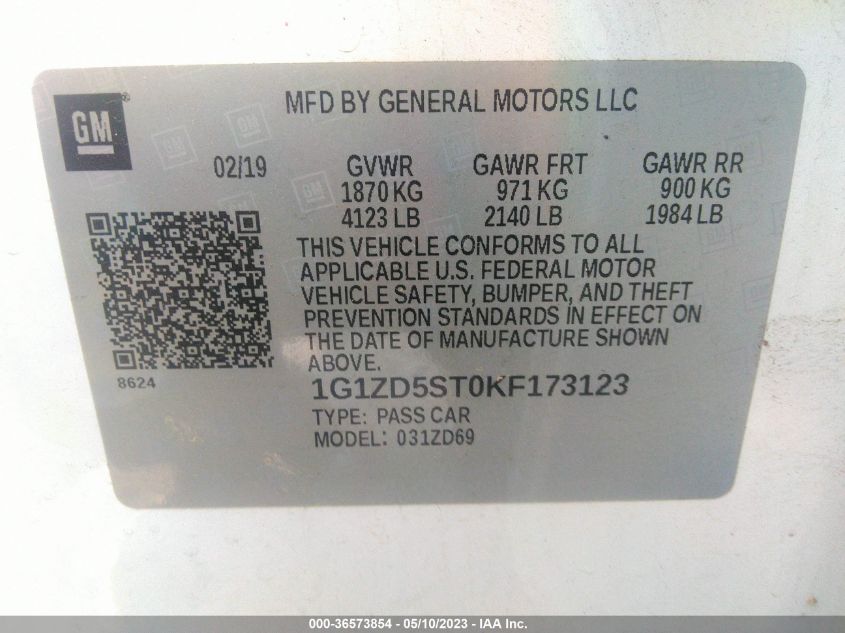 GM
MFD BY GENERAL MOTORS LLC
02/19 GVWR GAWR FRT GAWR RR
1870 KG 971 KG 900 KG
4123 LB 2140 LB 1984 LB
THIS VEHICLE CONFORMS TO ALL
APPLICABLE U.S. FEDERAL MOTOR
VEHICLE SAFETY, BUMPER, AND THEFT
PREVENTION STANDARDS IN EFFECT ON
THE DATE OF MANUFACTURE SHOWN
ABOVE.
8624
1G1ZD5ST0KF173123
TYPE: PASS CAR
MODEL: 031ZD69
000-36573854 - 05/10/2023 - IAA Inc.